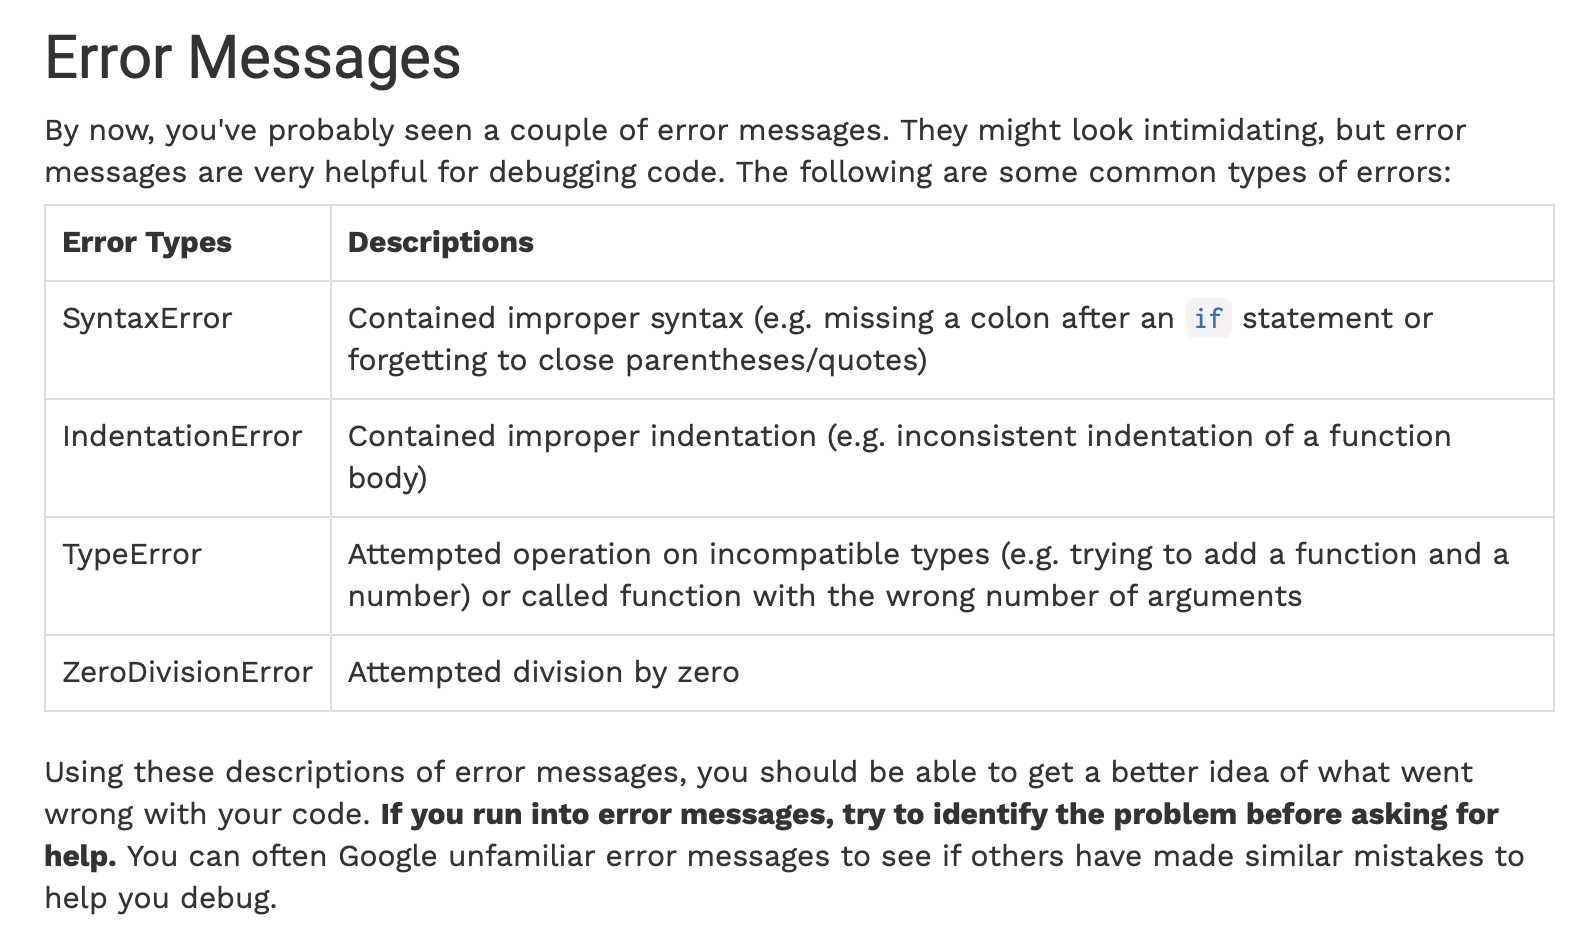 Error Messages
By now, you've probably seen a couple of error messages. They might look intimidating, but error
messages are very helpful for debugging code. The following are some common types of errors:
Error Types Descriptions
SyntaxError Contained improper syntax (e.g. missing a colon after an if statement or
forgetting to close parentheses/quotes)
IndentationError Contained improper indentation (e.g. inconsistent indentation of a function
body)
TypeError Attempted operation on incompatible types (e.g. trying to add a function and a
number) or called function with the wrong number of arguments
ZeroDivisionError Attempted division by zero
Using these descriptions of error messages, you should be able to get a better idea of what went
wrong with your code. If you run into error messages, try to identify the problem before asking for
help. You can often Google unfamiliar error messages to see if others have made similar mistakes to
help you debug.